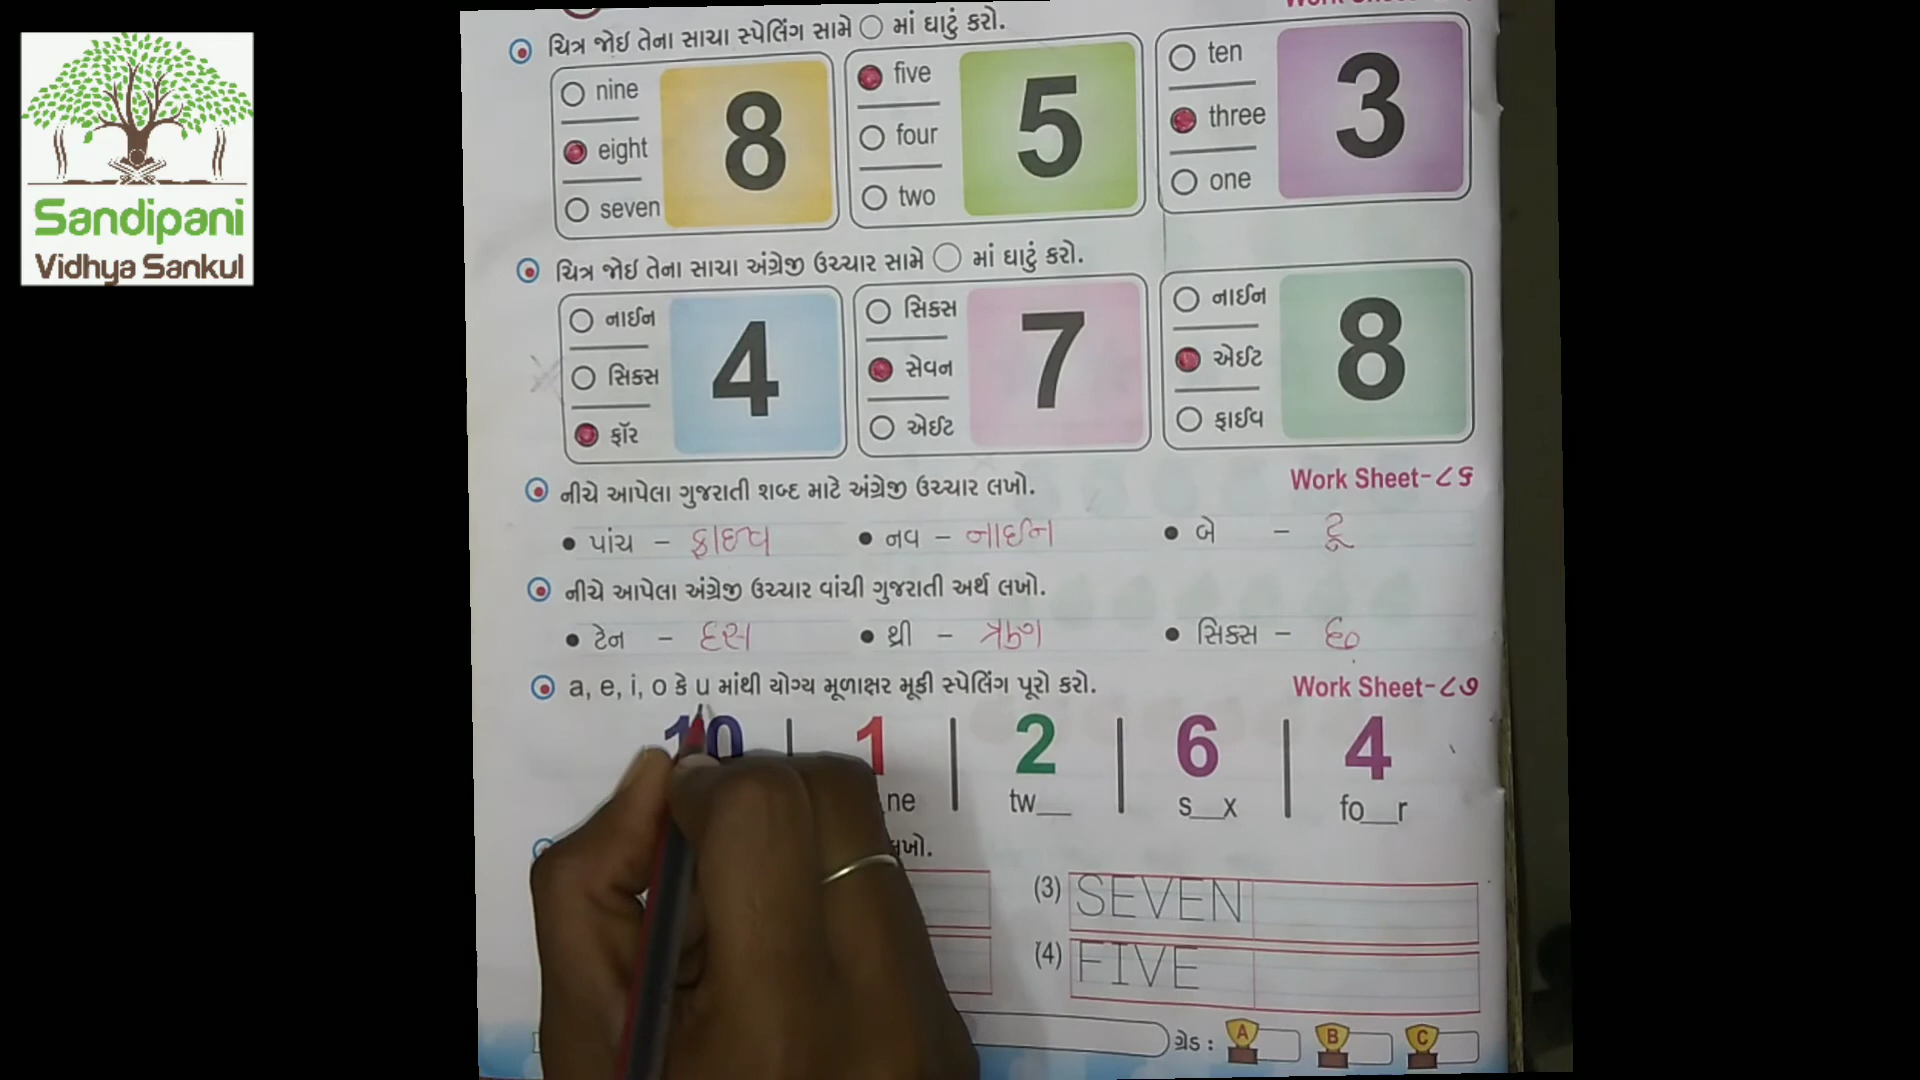 Sandipani
Vidhya Sankul
ચિત્ર જોઈ તેના સાચા સ્પેલિંગ સામે ○ માં ઘાટું કરો.
nine
eight
seven
8
five
four
two
5
ten
three
one
3
ચિત્ર જોઈ તેના સાચા અંગ્રેજી ઉચ્ચાર સામે ○ માં ઘાટું કરો.
નાઈન
સિક્સ
ફૉર
4
સિક્સ
સેવન
એઈટ
7
નાઈન
એઈટ
ફાઈવ
8
નીચે આપેલા ગુજરાતી શબ્દ માટે અંગ્રેજી ઉચ્ચાર લખો. Work Sheet-૮૬
• પાંચ – ફાઇવ • નવ – નાઈન • બે – ટૂ
નીચે આપેલા અંગ્રેજી ઉચ્ચાર વાંચી ગુજરાતી અર્થ લખો.
• ટેન – દસ • થ્રી – ત્રણ • સિક્સ – છ
a, e, i, o કે u માંથી યોગ્ય મૂળાક્ષર મૂકી સ્પેલિંગ પૂરો કરો. Work Sheet-૮૭
10 | 1 | 2 | 6 | 4
ne tw__ s__x fo__r
(3) SEVEN
(4) FIVE
ગ્રેડ : A B C